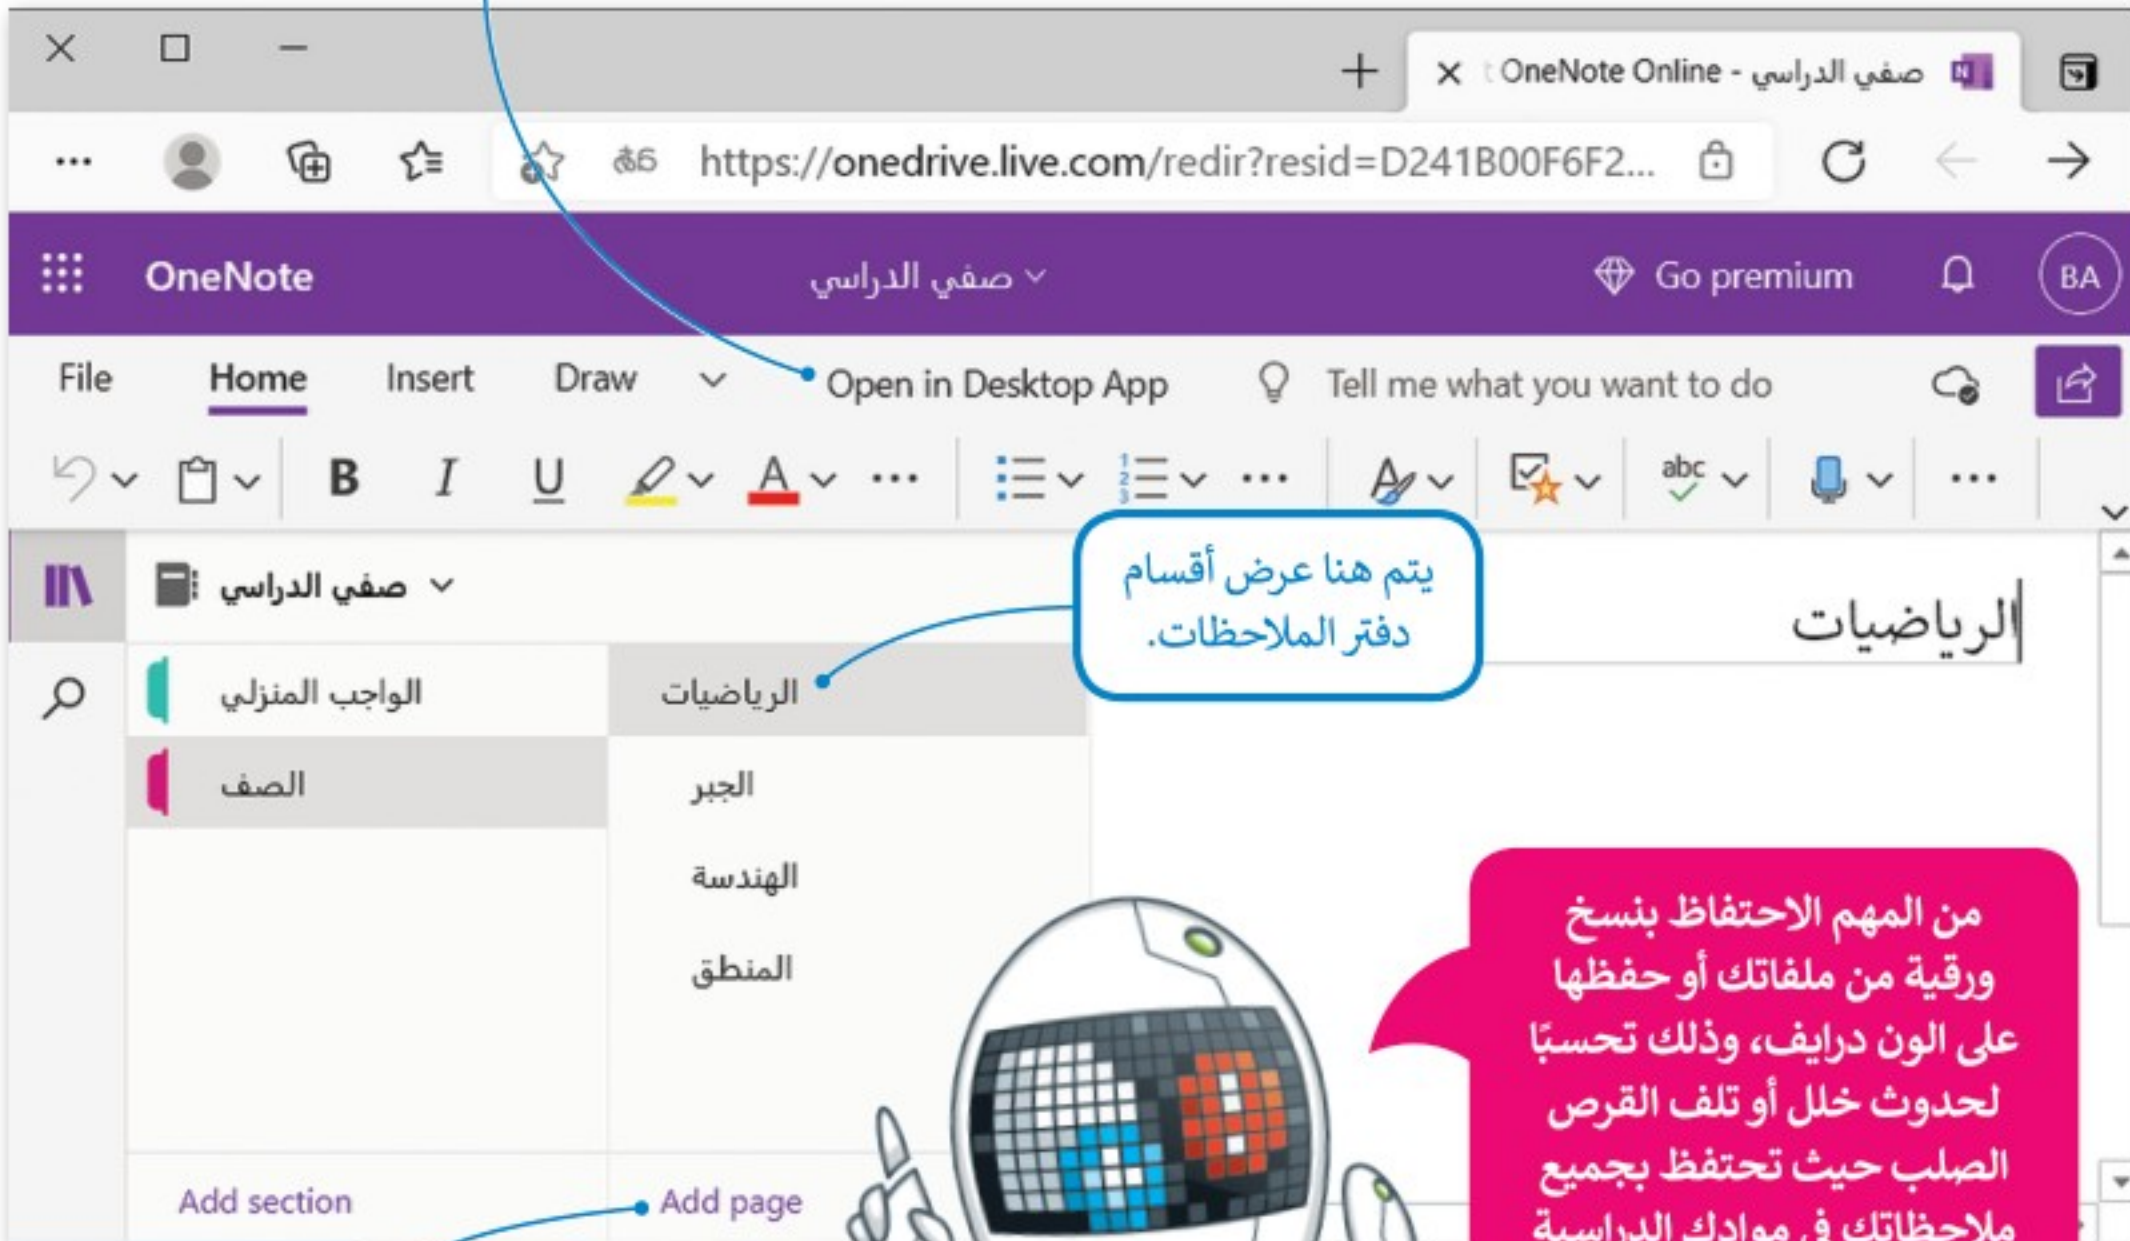 صفي الدراسي - OneNote Online
https://onedrive.live.com/redir?resid=D241B00F6F2...
OneNote
صفي الدراسي
Go premium
BA
File Home Insert Draw Open in Desktop App Tell me what you want to do
B I U A ... ... abc ...
صفي الدراسي
يتم هنا عرض أقسام
دفتر الملاحظات.
الرياضيات
الواجب المنزلي
الصف
الرياضيات
الجبر
الهندسة
المنطق
من المهم الاحتفاظ بنسخ
ورقية من ملفاتك أو حفظها
على الون درايف، وذلك تحسبًا
لحدوث خلل أو تلف القرص
الصلب حيث تحتفظ بجميع
ملاحظاتك في موادك الدراسية
Add section
Add page